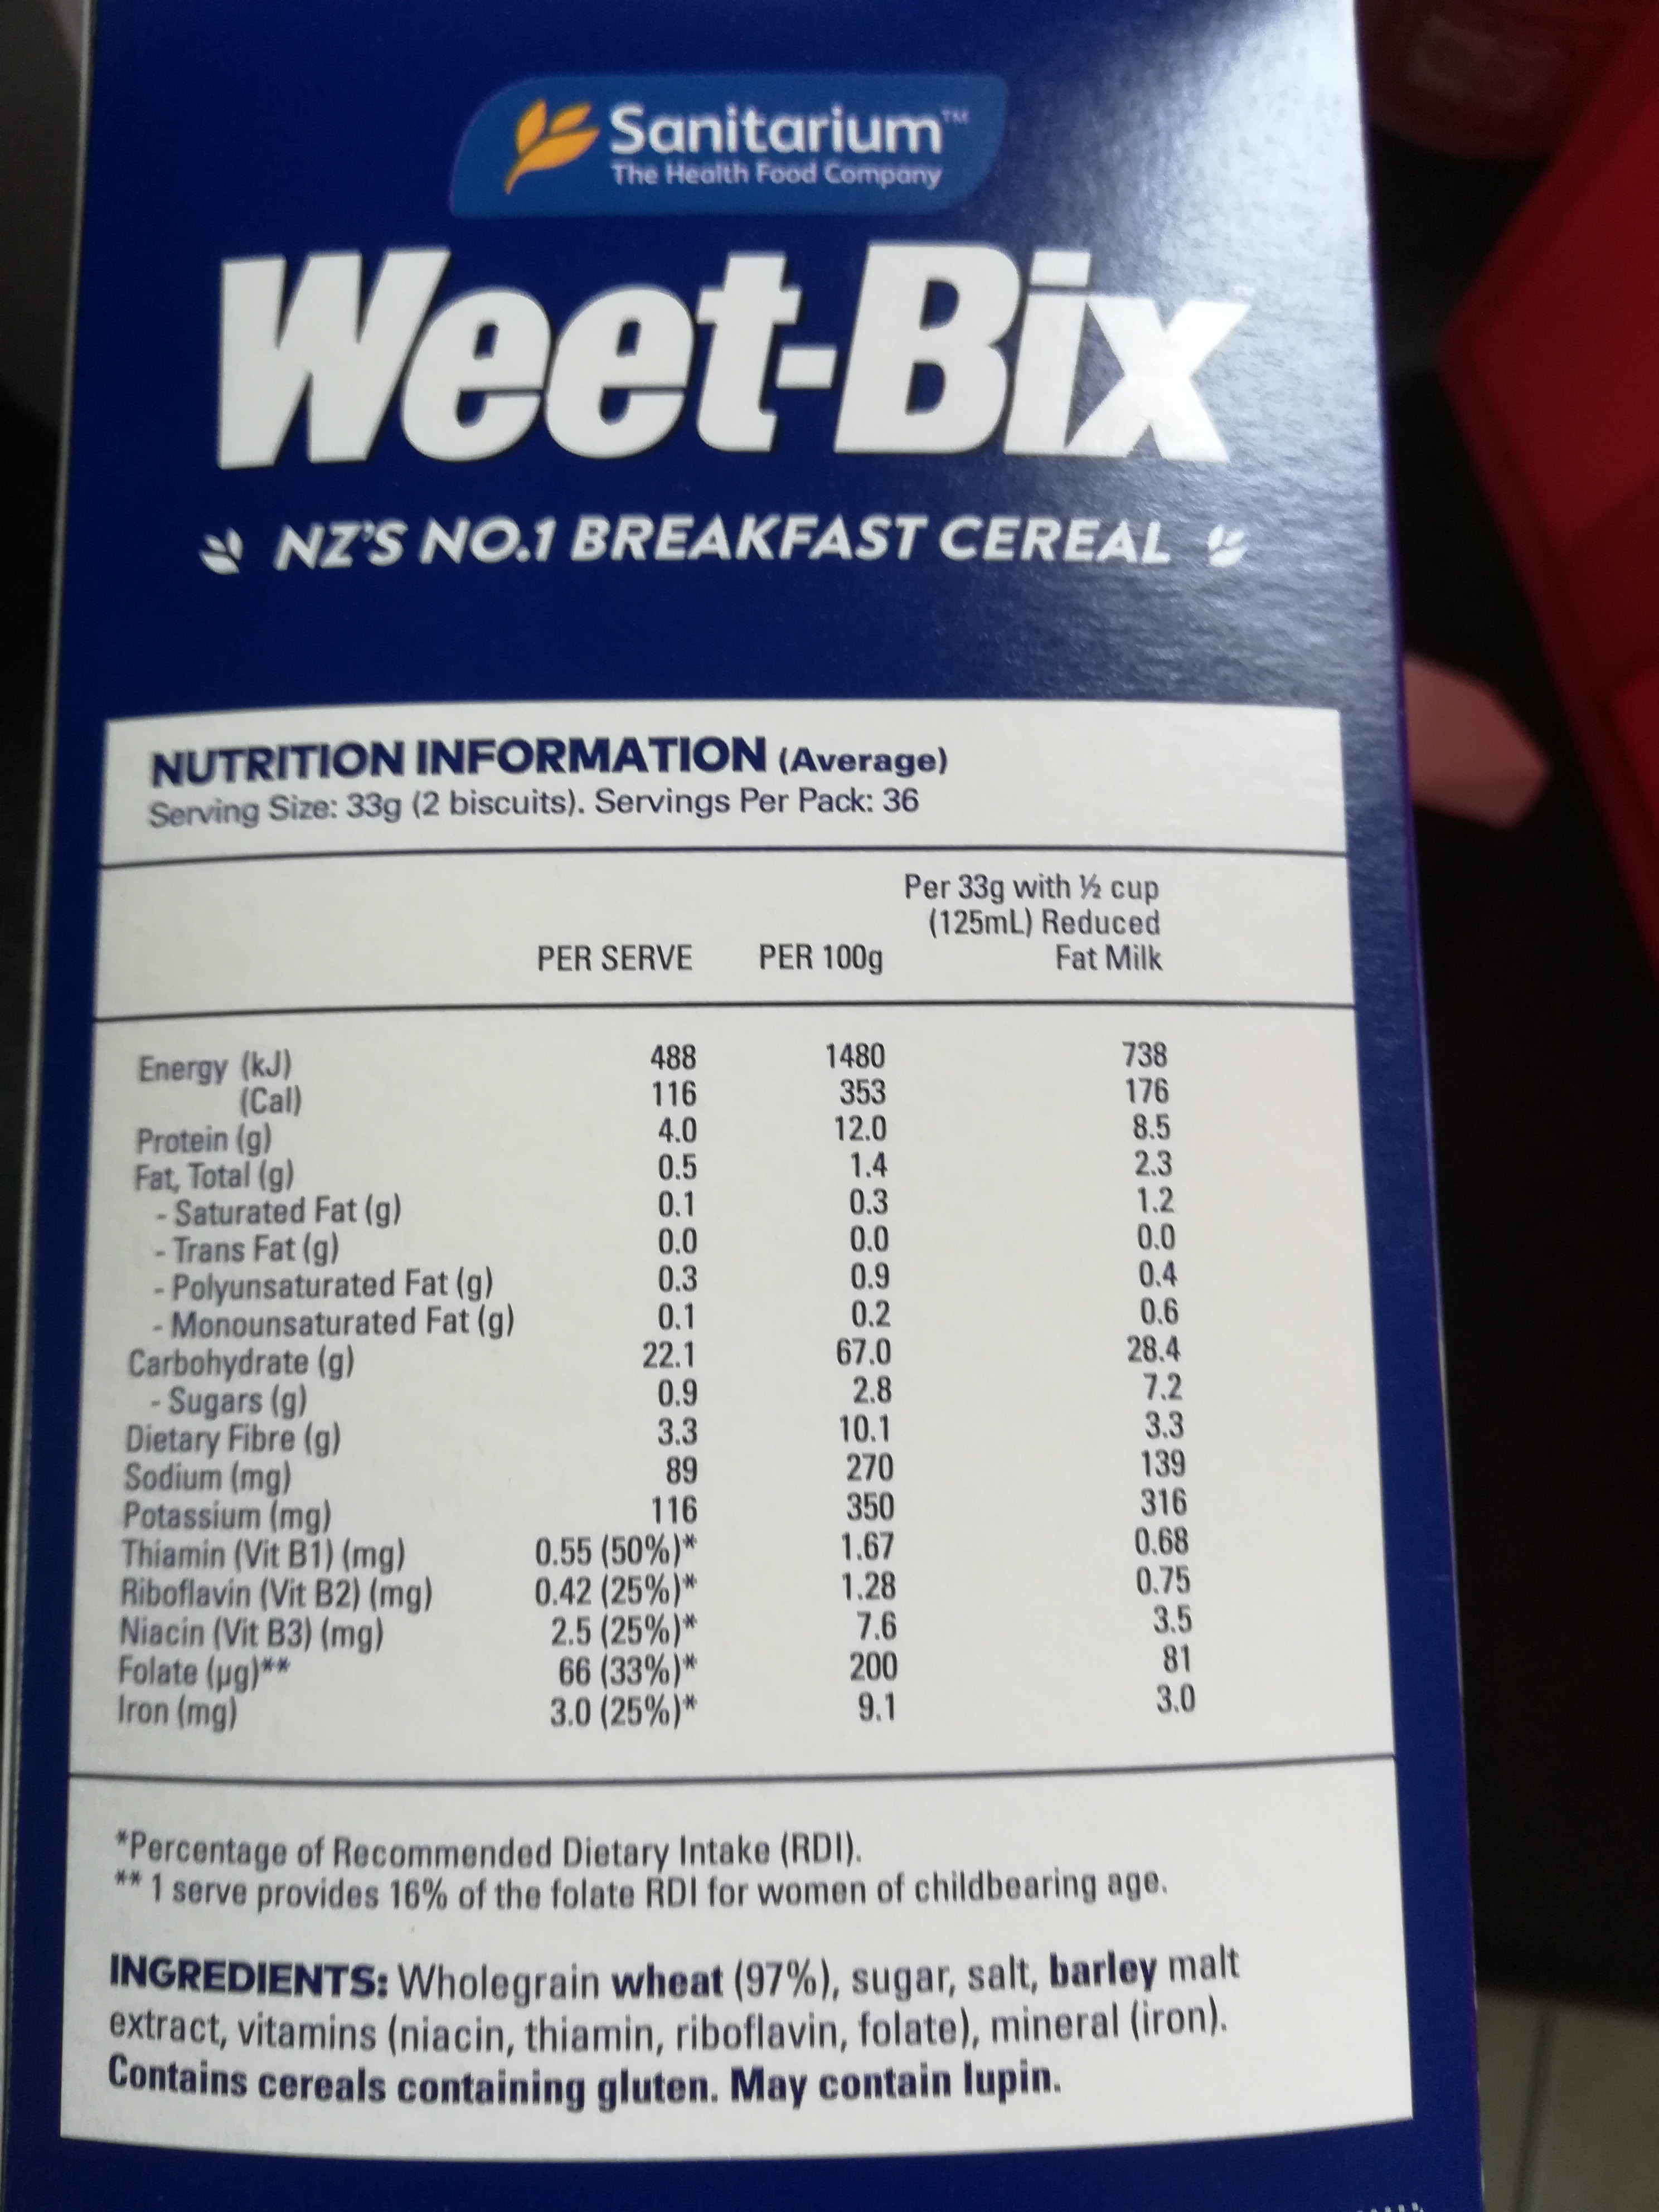 Sanitarium™
The Health Food Company
Weet-Bix
NZ'S NO.1 BREAKFAST CEREAL
NUTRITION INFORMATION (Average)
Serving Size: 33g (2 biscuits). Servings Per Pack: 36
Per 33g with ½ cup
(125mL) Reduced
PER SERVE PER 100g Fat Milk
Energy (kJ) 488 1480 738
(Cal) 116 353 176
Protein (g) 4.0 12.0 8.5
Fat, Total (g) 0.5 1.4 2.3
- Saturated Fat (g) 0.1 0.3 1.2
- Trans Fat (g) 0.0 0.0 0.0
- Polyunsaturated Fat (g) 0.3 0.9 0.4
- Monounsaturated Fat (g) 0.1 0.2 0.6
Carbohydrate (g) 22.1 67.0 28.4
- Sugars (g) 0.9 2.8 7.2
Dietary Fibre (g) 3.3 10.1 3.3
Sodium (mg) 89 270 139
Potassium (mg) 116 350 316
Thiamin (Vit B1) (mg) 0.55 (50%)* 1.67 0.68
Riboflavin (Vit B2) (mg) 0.42 (25%)* 1.28 0.75
Niacin (Vit B3) (mg) 2.5 (25%)* 7.6 3.5
Folate (µg)** 66 (33%)* 200 81
Iron (mg) 3.0 (25%)* 9.1 3.0
*Percentage of Recommended Dietary Intake (RDI).
** 1 serve provides 16% of the folate RDI for women of childbearing age.
INGREDIENTS: Wholegrain wheat (97%), sugar, salt, barley malt
extract, vitamins (niacin, thiamin, riboflavin, folate), mineral (iron).
Contains cereals containing gluten. May contain lupin.